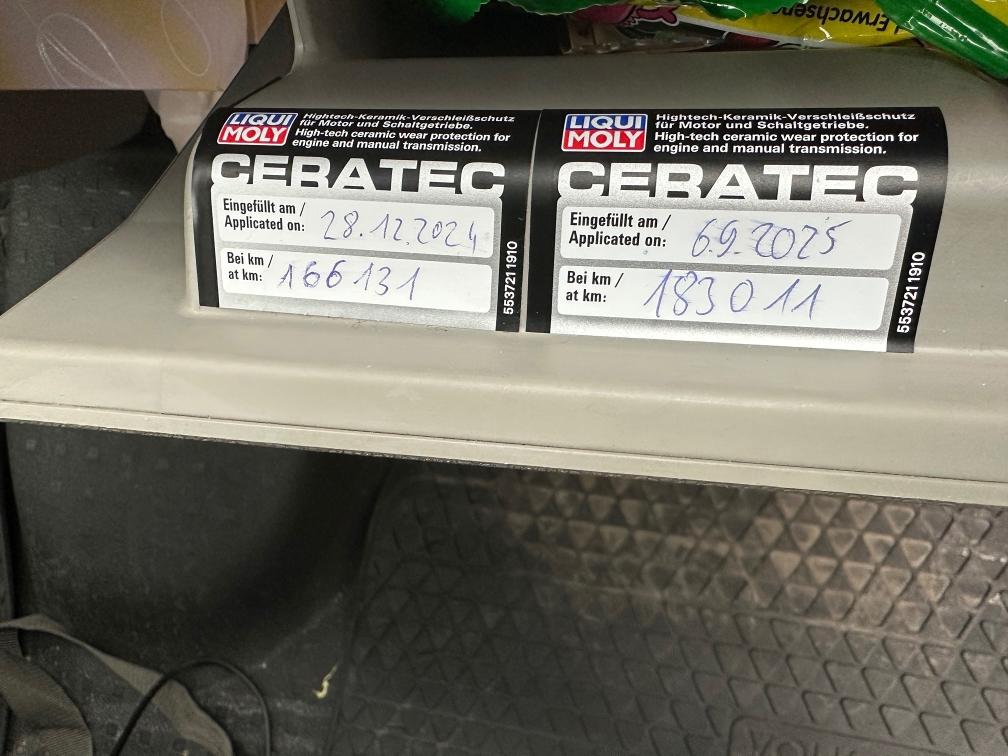 Erwachsene
LIQUI
MOLY
Hightech-Keramik-Verschleißschutz
für Motor und Schaltgetriebe.
High-tech ceramic wear protection for
engine and manual transmission.
CERATEC
Eingefüllt am /
Applicated on: 28.12.2024
Bei km /
at km: 166131
5537211910
LIQUI
MOLY
Hightech-Keramik-Verschleißschutz
für Motor und Schaltgetriebe.
High-tech ceramic wear protection for
engine and manual transmission.
CERATEC
Eingefüllt am /
Applicated on: 6.9.2025
Bei km /
at km: 183011
5537211910